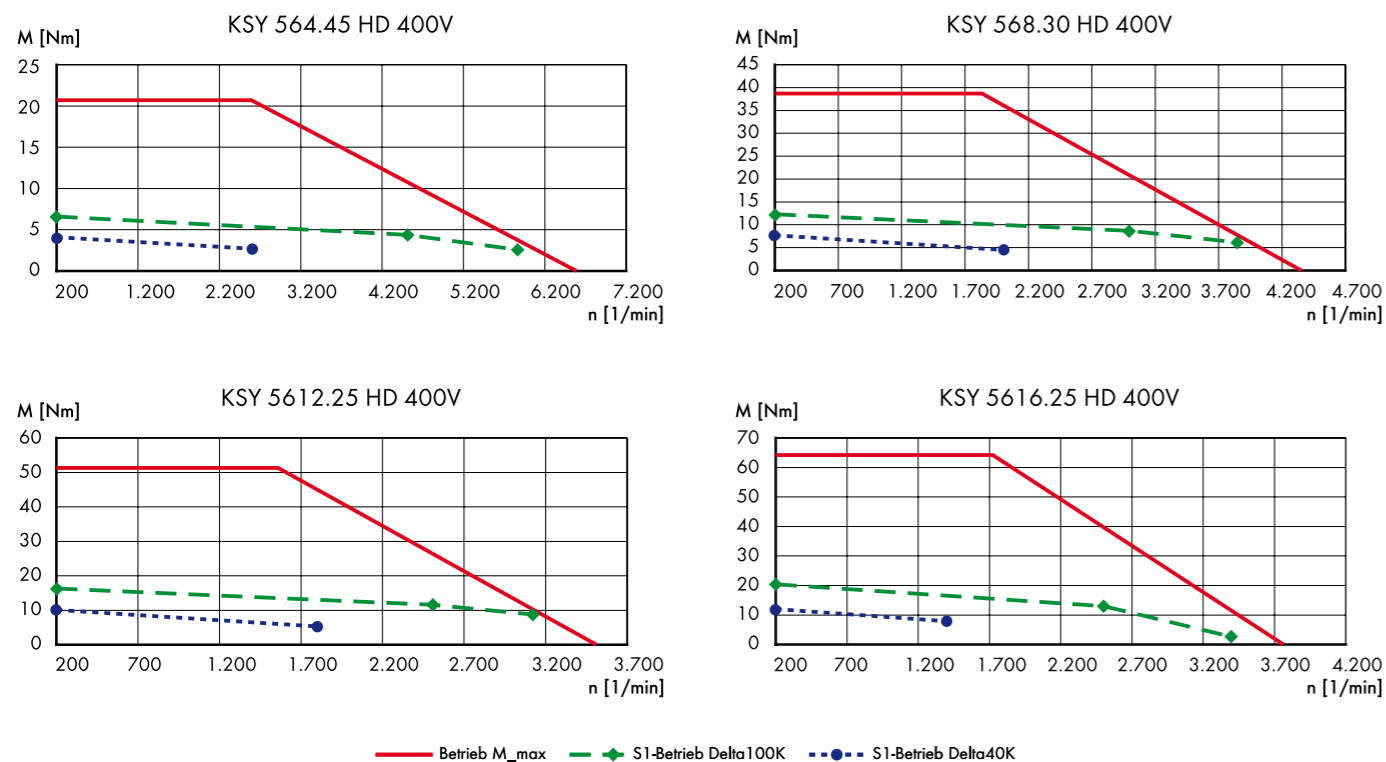 KSY 564.45 HD 400V
M [Nm]
25
20
15
10
5
0
200 1.200 2.200 3.200 4.200 5.200 6.200 7.200
n [1/min]
KSY 568.30 HD 400V
M [Nm]
45
40
35
30
25
20
15
10
5
0
200 700 1.200 1.700 2.200 2.700 3.200 3.700 4.200 4.700
n [1/min]
KSY 5612.25 HD 400V
M [Nm]
60
50
40
30
20
10
0
200 700 1.200 1.700 2.200 2.700 3.200 3.700
n [1/min]
KSY 5616.25 HD 400V
M [Nm]
70
60
50
40
30
20
10
0
200 700 1.200 1.700 2.200 2.700 3.200 3.700 4.200
n [1/min]
Betrieb M_max S1-Betrieb Delta100K S1-Betrieb Delta40K